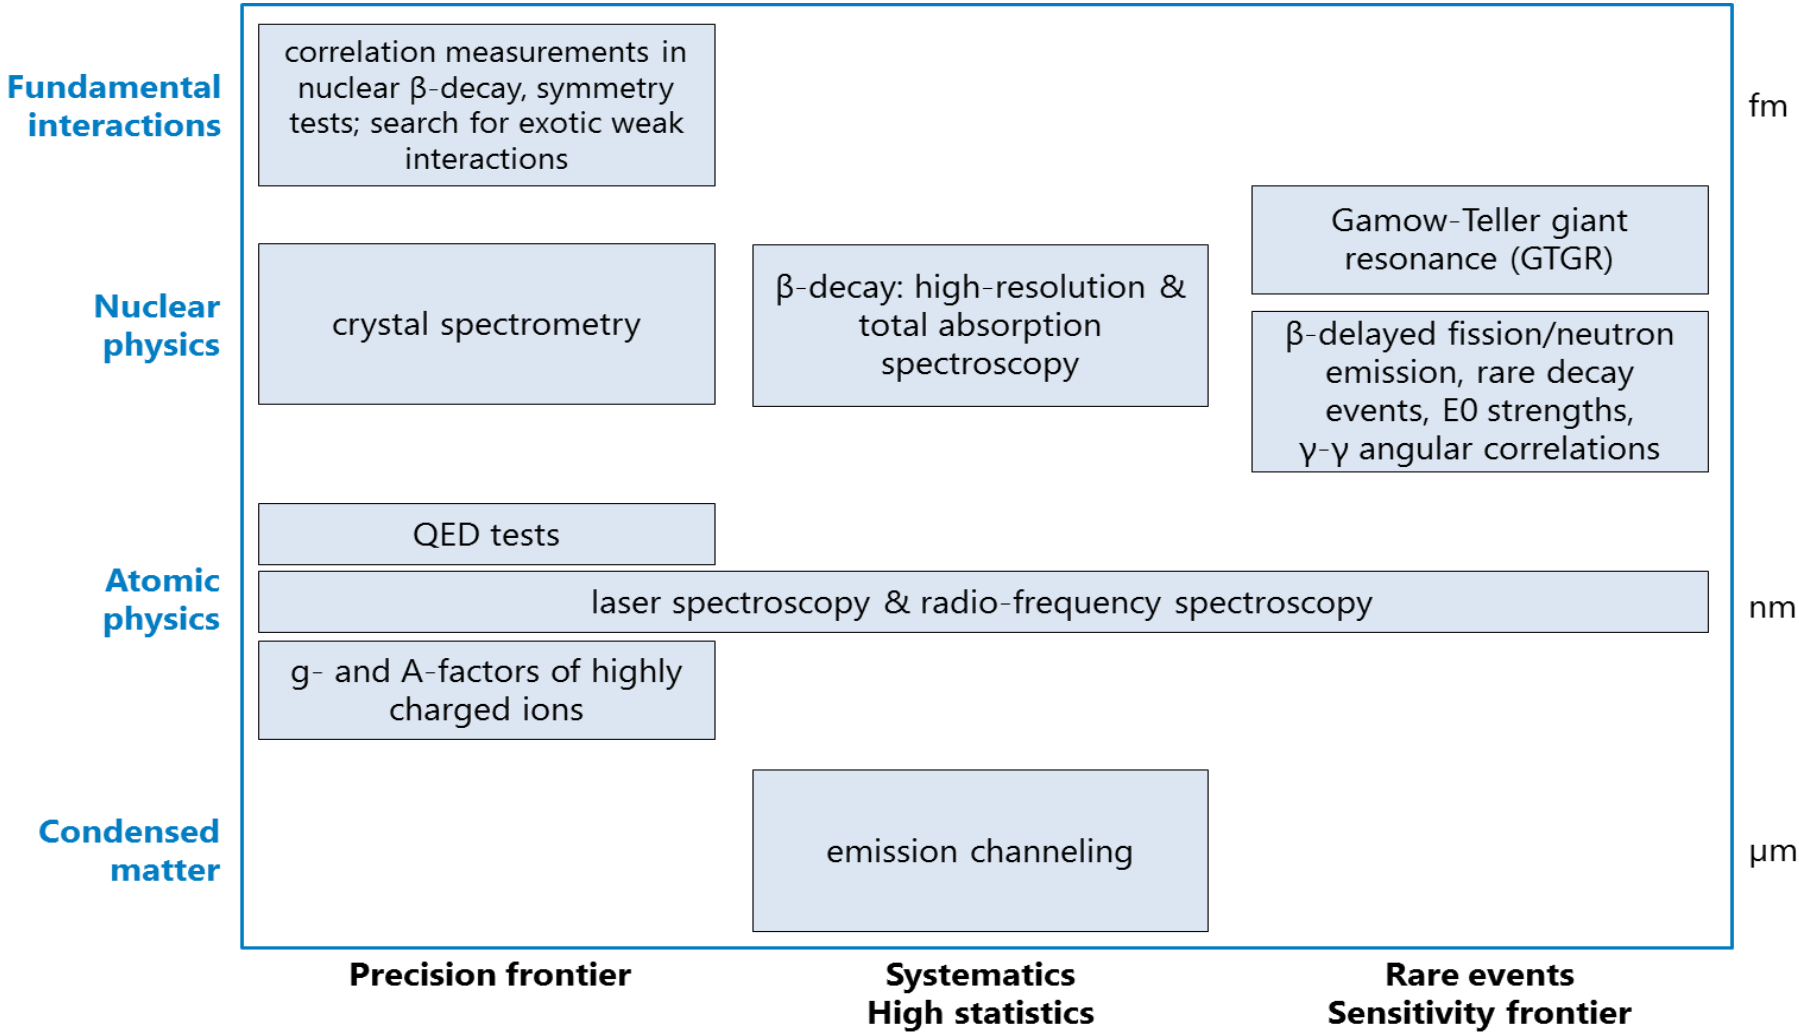 Fundamental
interactions
correlation measurements in
nuclear β-decay, symmetry
tests; search for exotic weak
interactions
fm
Nuclear
physics
crystal spectrometry
β-decay: high-resolution &
total absorption
spectroscopy
Gamow-Teller giant
resonance (GTGR)
β-delayed fission/neutron
emission, rare decay
events, E0 strengths,
γ-γ angular correlations
Atomic
physics
QED tests
laser spectroscopy & radio-frequency spectroscopy
g- and A-factors of highly
charged ions
nm
Condensed
matter
emission channeling
μm
Precision frontier
Systematics
High statistics
Rare events
Sensitivity frontier